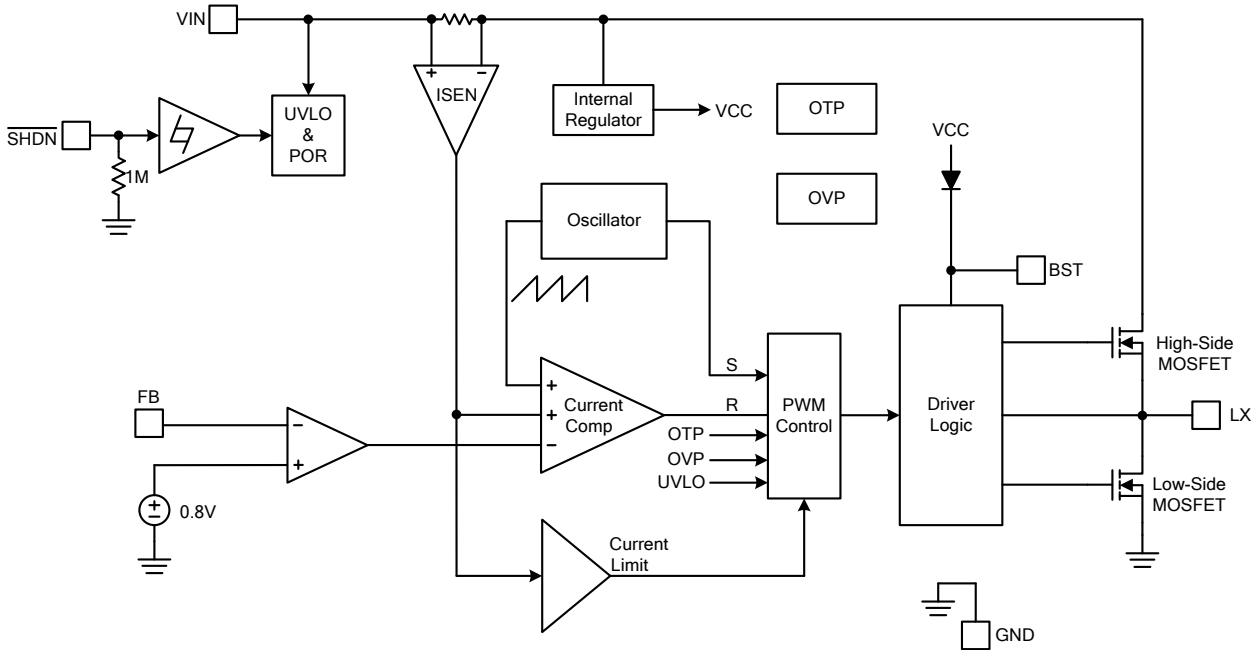 VIN
+
−
ISEN
Internal
Regulator
VCC
OTP
UVLO
&
POR
SHDN
1M
VCC
OVP
Oscillator
BST
High-Side
MOSFET
S
+
FB
R
PWM
Control
Driver
Logic
LX
Current
Comp
+
−
−
+
OTP
OVP
UVLO
Low-Side
MOSFET
+
−
0.8V
Current
Limit
GND